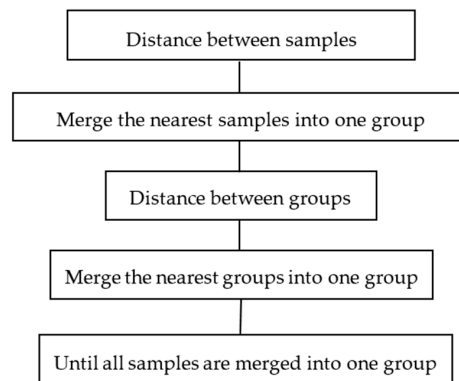 Distance between samples
Merge the nearest samples into one group
Distance between groups
Merge the nearest groups into one group
Until all samples are merged into one group